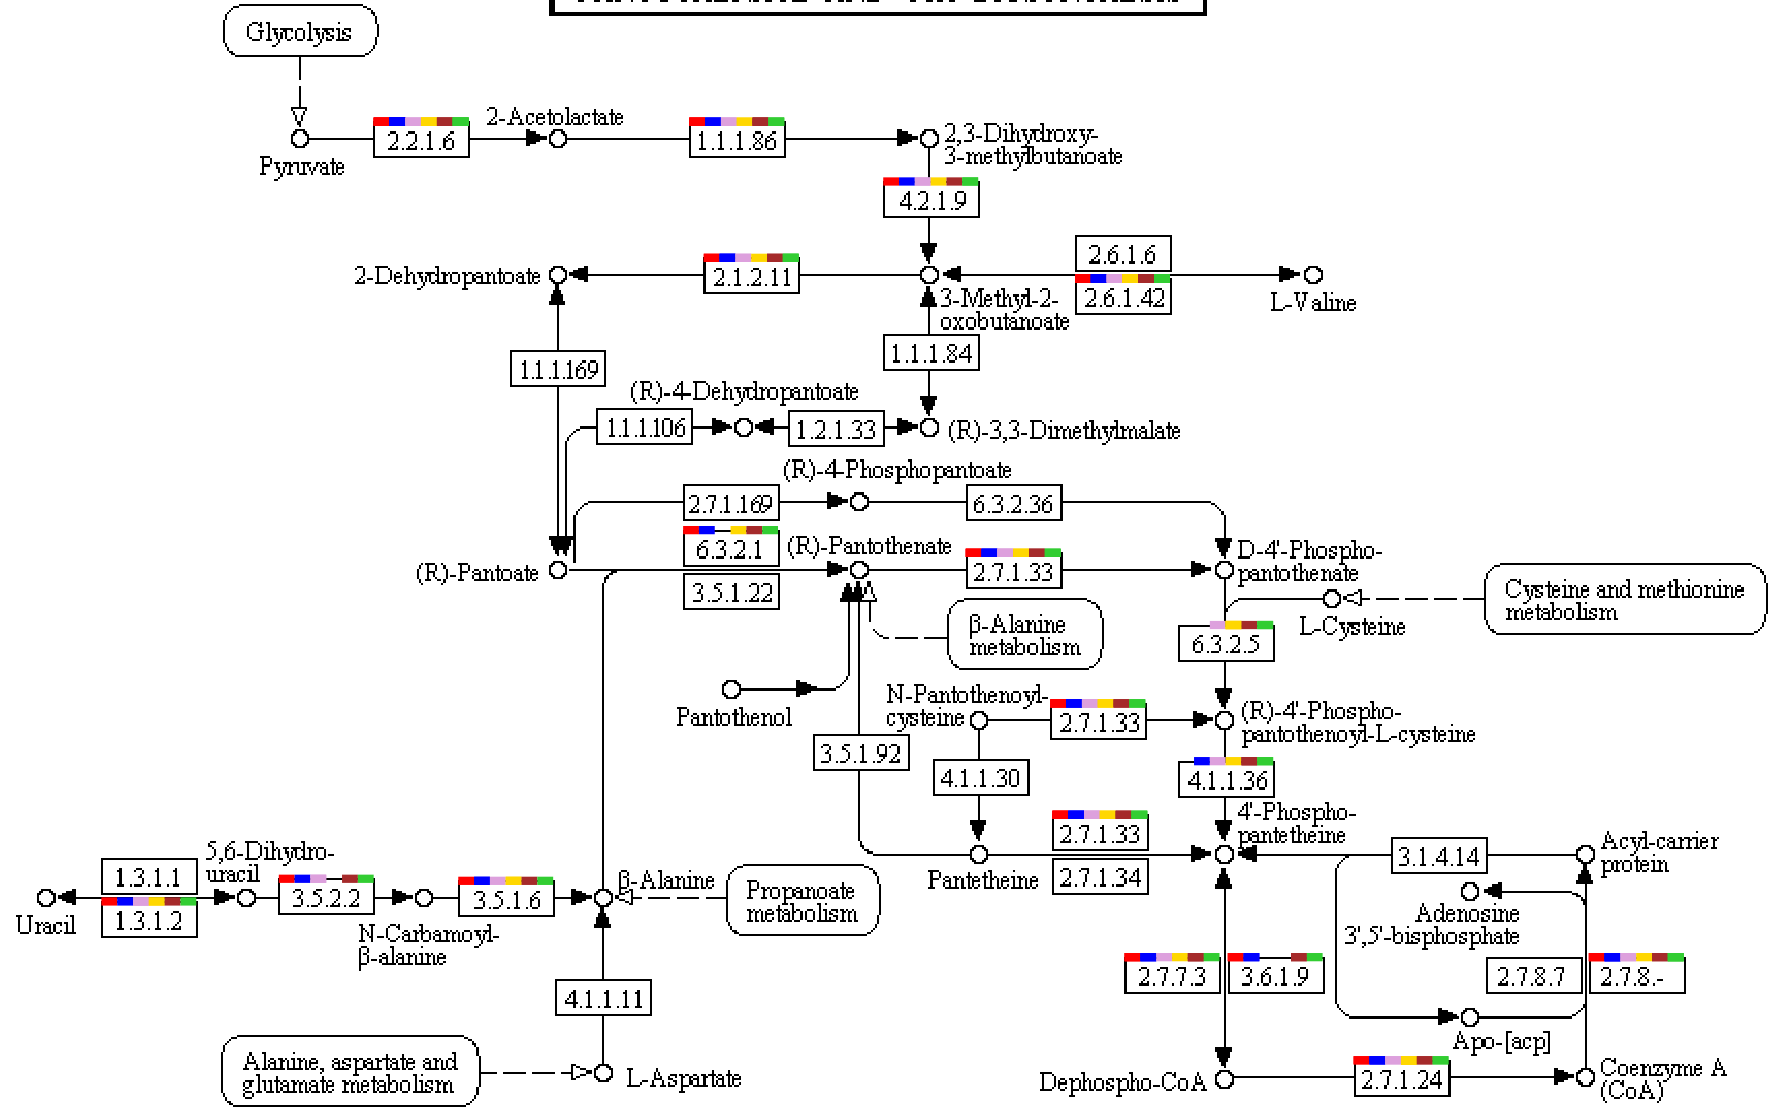 Glycolysis
2-Acetolactate
2.2.1.6
1.1.1.86
2,3-Dihydroxy-
3-methylbutanoate
Pyruvate
4.2.1.9
2.6.1.6
2-Dehydropantoate
2.1.2.11
2.6.1.42
L-Valine
3-Methyl-2-
oxobutanoate
1.1.1.84
1.1.1.169
(R)-4-Dehydropantoate
1.1.1.106
1.2.1.33
(R)-3,3-Dimethylmalate
(R)-4-Phosphopantoate
2.7.1.169
6.3.2.36
6.3.2.1
(R)-Pantothenate
(R)-Pantoate
2.7.1.33
D-4'-Phospho-
pantothenate
3.5.1.22
Cysteine and methionine
metabolism
L-Cysteine
β-Alanine
metabolism
6.3.2.5
Pantothenol
N-Pantothenoyl-
cysteine
2.7.1.33
(R)-4'-Phospho-
pantothenoyl-L-cysteine
3.5.1.92
4.1.1.30
4.1.1.36
4'-Phospho-
pantetheine
2.7.1.33
Pantetheine
2.7.1.34
3.1.4.14
Acyl-carrier
protein
5,6-Dihydro-
uracil
1.3.1.1
1.3.1.2
Uracil
3.5.2.2
3.5.1.6
N-Carbamoyl-
β-alanine
β-Alanine
Propanoate
metabolism
Adenosine
3',5'-bisphosphate
2.7.7.3
3.6.1.9
2.7.8.7
2.7.8.-
4.1.1.11
Apo-[acp]
Alanine, aspartate and
glutamate metabolism
L-Aspartate
Dephospho-CoA
2.7.1.24
Coenzyme A
(CoA)